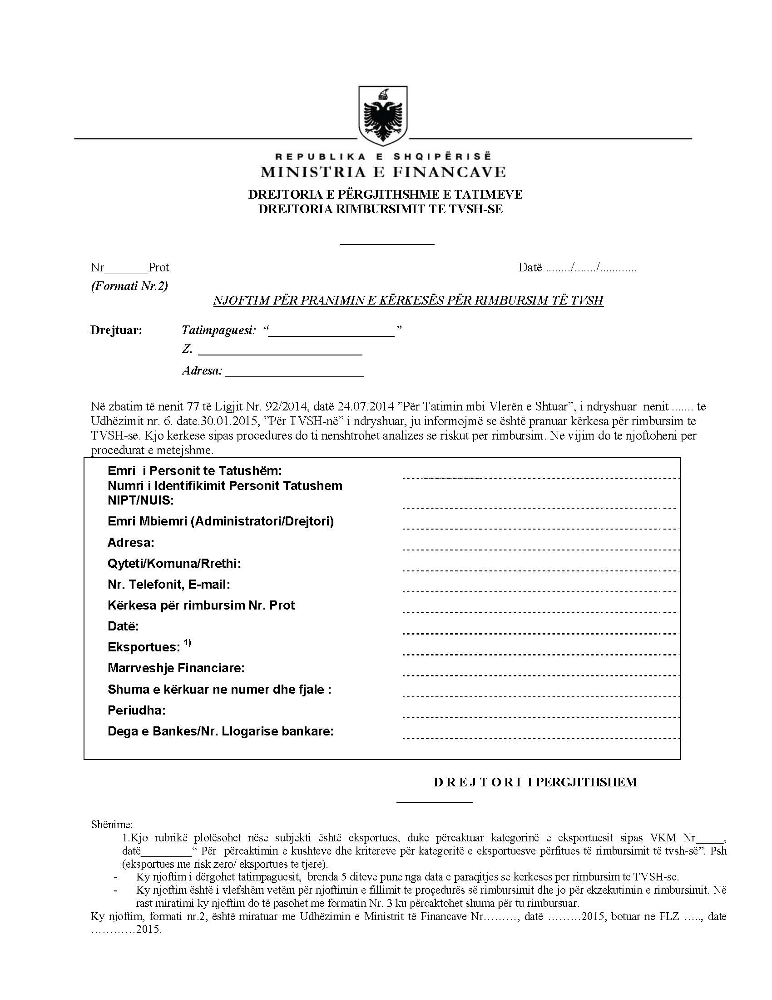 REPUBLIKA E SHQIPËRISË
MINISTRIA E FINANCAVE
DREJTORIA E PËRGJITHSHME E TATIMEVE
DREJTORIA RIMBURSIMIT TE TVSH-SE
Nr_______Prot Datë ......../......./............
(Formati Nr.2)
NJOFTIM PËR PRANIMIN E KËRKESËS PËR RIMBURSIM TË TVSH
Drejtuar: Tatimpaguesi: “____________________”
Z. __________________________
Adresa: ______________________
Në zbatim të nenit 77 të Ligjit Nr. 92/2014, datë 24.07.2014 ”Për Tatimin mbi Vlerën e Shtuar”, i ndryshuar nenit ....... te
Udhëzimit nr. 6. date.30.01.2015, ”Për TVSH-në” i ndryshuar, ju informojmë se është pranuar kërkesa për rimbursim te
TVSH-se. Kjo kerkese sipas procedures do ti nenshtrohet analizes se riskut per rimbursim. Ne vijim do te njoftoheni per
procedurat e metejshme.
Emri i Personit te Tatushëm:
Numri i Identifikimit Personit Tatushem
NIPT/NUIS:
Emri Mbiemri (Administratori/Drejtori)
Adresa:
Qyteti/Komuna/Rrethi:
Nr. Telefonit, E-mail:
Kërkesa për rimbursim Nr. Prot
Datë:
Eksportues: 1)
Marrveshje Financiare:
Shuma e kërkuar ne numer dhe fjale :
Periudha:
Dega e Bankes/Nr. Llogarise bankare:
D R E J T O R I I PERGJITHSHEM
Shënime:
1.Kjo rubrikë plotësohet nëse subjekti është eksportues, duke përcaktuar kategorinë e eksportuesit sipas VKM Nr_____,
datë_________“ Për përcaktimin e kushteve dhe kritereve për kategoritë e eksportuesve përfitues të rimbursimit të tvsh-së”. Psh
(eksportues me risk zero/ eksportues te tjere).
- Ky njoftim i dërgohet tatimpaguesit, brenda 5 diteve pune nga data e paraqitjes se kerkeses per rimbursim te TVSH-se.
- Ky njoftim është i vlefshëm vetëm për njoftimin e fillimit te proçedurës së rimbursimit dhe jo për ekzekutimin e rimbursimit. Në
rast miratimi ky njoftim do të pasohet me formatin Nr. 3 ku përcaktohet shuma për tu rimbursuar.
Ky njoftim, formati nr.2, është miratuar me Udhëzimin e Ministrit të Financave Nr………, datë ………2015, botuar ne FLZ ….., date
…………2015.